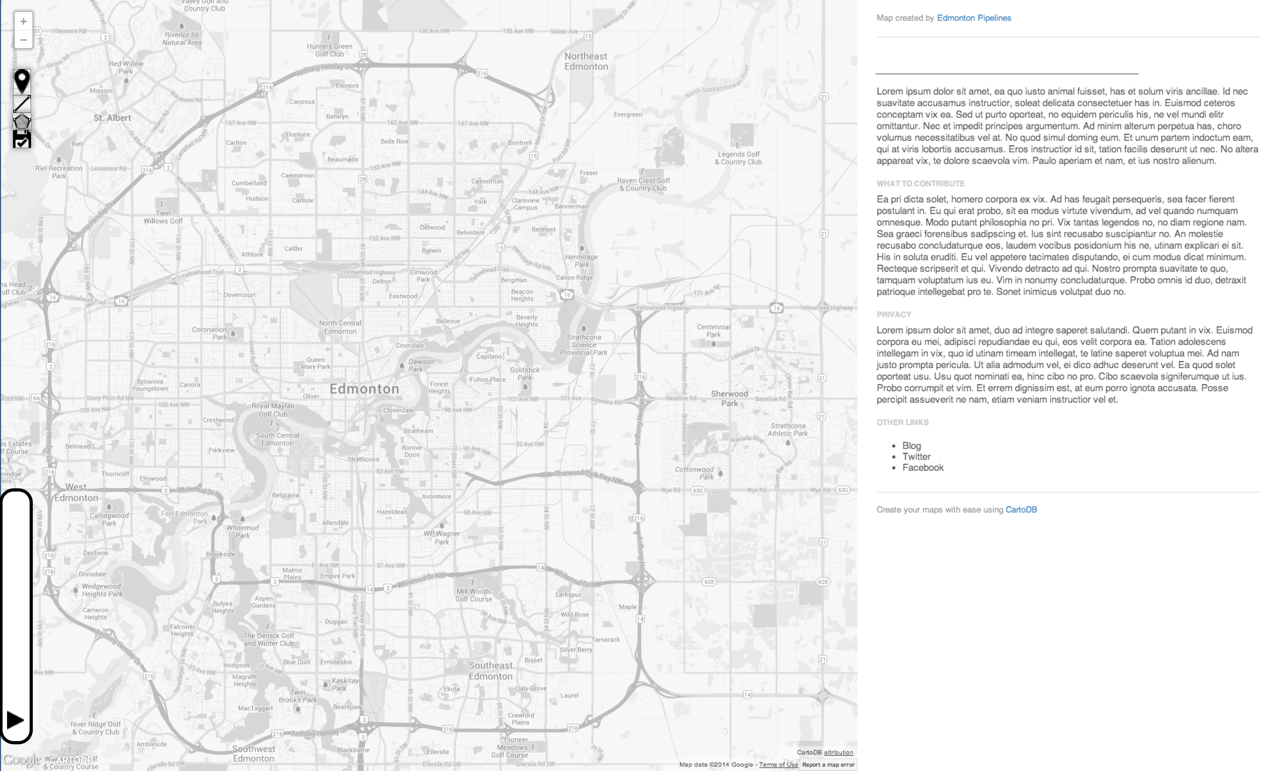 Map created by Edmonton Pipelines
Lorem ipsum dolor sit amet, ea quo iusto animal fuisset, has et solum viris ancillae. Id nec
suavitate accusamus instructior, soleat delicata consectetuer has in. Euismod ceteros
conceptam vix ea. Sed ut purto oporteat, no equidem periculis his, ne vel mundi elitr
omittantur. Nec et impedit principes argumentum. Ad minim alterum perpetua has, choro
volumus necessitatibus vel at. No quod simul doming eum. Et unum partem indoctum eam,
qui at viris lobortis accusamus. Eros instructior id sit, tation facilis deserunt ut nec. No altera
appareat vix, te dolore scaevola vim. Paulo aperiam et nam, et ius nostro alienum.
WHAT TO CONTRIBUTE
Ea pri dicta solet, homero corpora ex vix. Ad has feugait persequeris, sea facer fierent
postulant in. Eu qui erat probo, sit ea modus virtute vivendum, ad vel quando numquam
omnesque. Modo putant philosophia no pri. Vix tantas legendos no, no diam regione nam.
Sea graeci forensibus sadipscing et. Ius sint recusabo suscipiantur no. An molestie
recusabo concludaturque eos, laudem vocibus posidonium his ne, utinam explicari ei sit.
His in soluta eruditi. Eu vel appetere tacimates disputando, ei cum modus dicat minimum.
Recteque scripserit et qui. Vivendo detracto ad qui. Nostro prompta suavitate te quo,
tamquam voluptatum ius eu. Vim in nonumy concludaturque. Probo omnis id duo, detraxit
patrioque intellegebat pro te. Sonet inimicus volutpat duo no.
PRIVACY
Lorem ipsum dolor sit amet, duo ad integre saperet salutandi. Quem putant in vix. Euismod
corpora eu mei, adipisci repudiandae eu qui, eos velit corpora ea. Tation adolescens
intellegam in vix, quo id utinam timeam intellegat, te latine saperet voluptua mei. Ad nam
justo prompta pericula. Ut alia admodum vel, ei dico adhuc deserunt vel. Ea quod solet
oporteat usu. Usu quot nominati ea, hinc cibo no pro. Cibo scaevola signiferumque ut ius.
Probo corrumpit et vim. Et errem dignissim est, at eum porro ignota accusata. Posse
percipit assueverit ne nam, etiam veniam instructior vel et.
OTHER LINKS
Blog
Twitter
Facebook
Create your maps with ease using CartoDB
Rivertot 55
Natural Area
Hunters Green
Golf Club
Northeast
Edmonton
Red Willow
Park
Mission
Elsinore
Canossa
Baturyn
St. Albert
167 Ave NW
Dunluce
Belle Rive
Evergreen
Legends Golf
& Country Club
Beaumaris
Brintnell
Riel Recreation
Park
Cumberland
Caernarvon
Casselman
Fraser
Raven Crest Golf
& Country Club
Hudson
York
Clareview
Campus
Bannerman
Twin
Willows Golf
Carlisle
Delwood
Belvedere
Belmont
Calder
Balwin
Athlone
Hermitage
Park
Elmwood
Park
Bergman
Canon Ridge
Dovercourt
Eastwood
Beacon
Heights
Yellowhead Hwy
North Central
Edmonton
Bellevue
Beverly
Heights
Coronation
Park
Centennial
Park
Strathcona
Science
Provincial Park
Cromdale
Dawson
Park
Capilano
Goldstick
Park
Queen
Mary Park
Britannia
Youngstown
Canora
Oliver
Edmonton
Forest
Heights
Fulton Place
Sherwood
Park
Crestwood
Royal Mayfair
Golf Club
Cloverdale
Strathearn
Strathcona
Athletic Park
South Central
Edmonton
Belmead
Parkview
Bonnie
Doon
Strathcona
Cottonwood
Park
Thorncliff
Elmwood
West
Edmonton
Belgravia
Avonmore
Wye Rd
Callingwood
Park
Fort Edmonton
Park
Allendale
Hazeldean
Whitemud
Park
WP Wagner
Park
Dechene
Donsdale
Malmo
Plains
Empire Park
51 Ave NW
Wedgewood
Heights Park
Mill Woods
Golf Course
Larkspur
Cameron
Heights
Bulyea
Heights
Aspen
Gardens
Maple
Wild Rose
Falconer
Heights
Duggan
The Derrick Golf
and Winter Club
Tamarack
Silver Berry
Hodgson
Blue Quill
Ermineskin
Southeast
Edmonton
Bisset
Magrath
Heights
Kaskitayo
Park
Ekota
Daly Grove
Laurel
Twin
Brooks Park
MacTaggart
Bearspaw
Crawford
Plains
River Ridge Golf
& Country Club
Ambleside
Southwest
Edmonton
Blackburne
Ellerslie
Pioneer
Meadows
Golf Course
& Country Club
Google
CartoDB attribution
Map data ©2014 Google - Terms of Use Report a map error